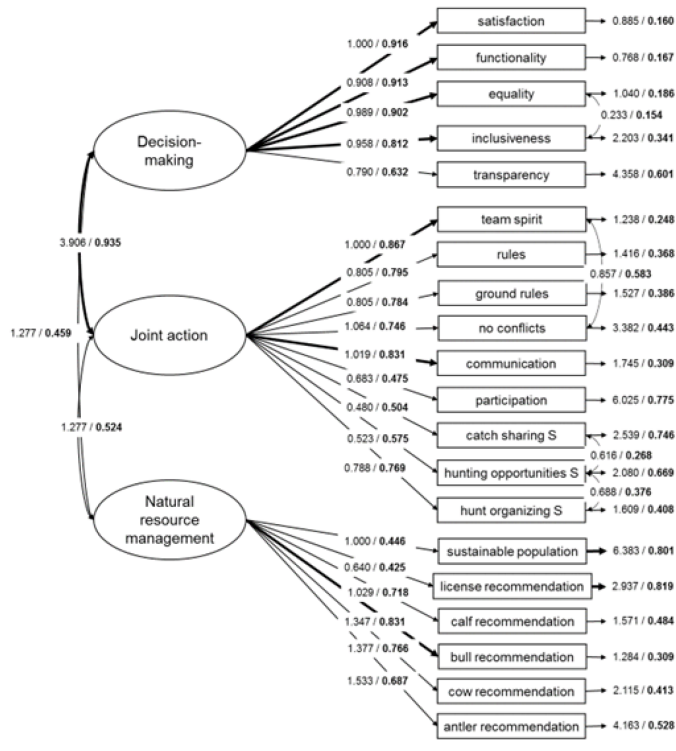 satisfaction
0.885 / 0.160
1.000 / 0.916
functionality
0.768 / 0.167
0.908 / 0.913
equality
1.040 / 0.186
0.989 / 0.902
0.233 / 0.154
Decision-
making
0.958 / 0.812
inclusiveness
2.203 / 0.341
0.790 / 0.632
transparency
4.358 / 0.601
team spirit
1.238 / 0.248
1.000 / 0.867
3.906 / 0.935
rules
1.416 / 0.368
0.805 / 0.795
0.857 / 0.583
ground rules
1.527 / 0.386
0.805 / 0.784
1.277 / 0.459
Joint action
1.064 / 0.746
no conflicts
3.382 / 0.443
1.019 / 0.831
communication
1.745 / 0.309
0.683 / 0.475
participation
6.025 / 0.775
0.480 / 0.504
1.277 / 0.524
catch sharing S
2.539 / 0.746
0.523 / 0.575
0.616 / 0.268
0.788 / 0.769
hunting opportunities S
2.080 / 0.669
0.688 / 0.376
Natural
resource
management
hunt organizing S
1.609 / 0.408
1.000 / 0.446
sustainable population
6.383 / 0.801
0.640 / 0.425
license recommendation
2.937 / 0.819
1.029 / 0.718
calf recommendation
1.571 / 0.484
1.347 / 0.831
1.377 / 0.766
bull recommendation
1.284 / 0.309
1.533 / 0.687
cow recommendation
2.115 / 0.413
antler recommendation
4.163 / 0.528